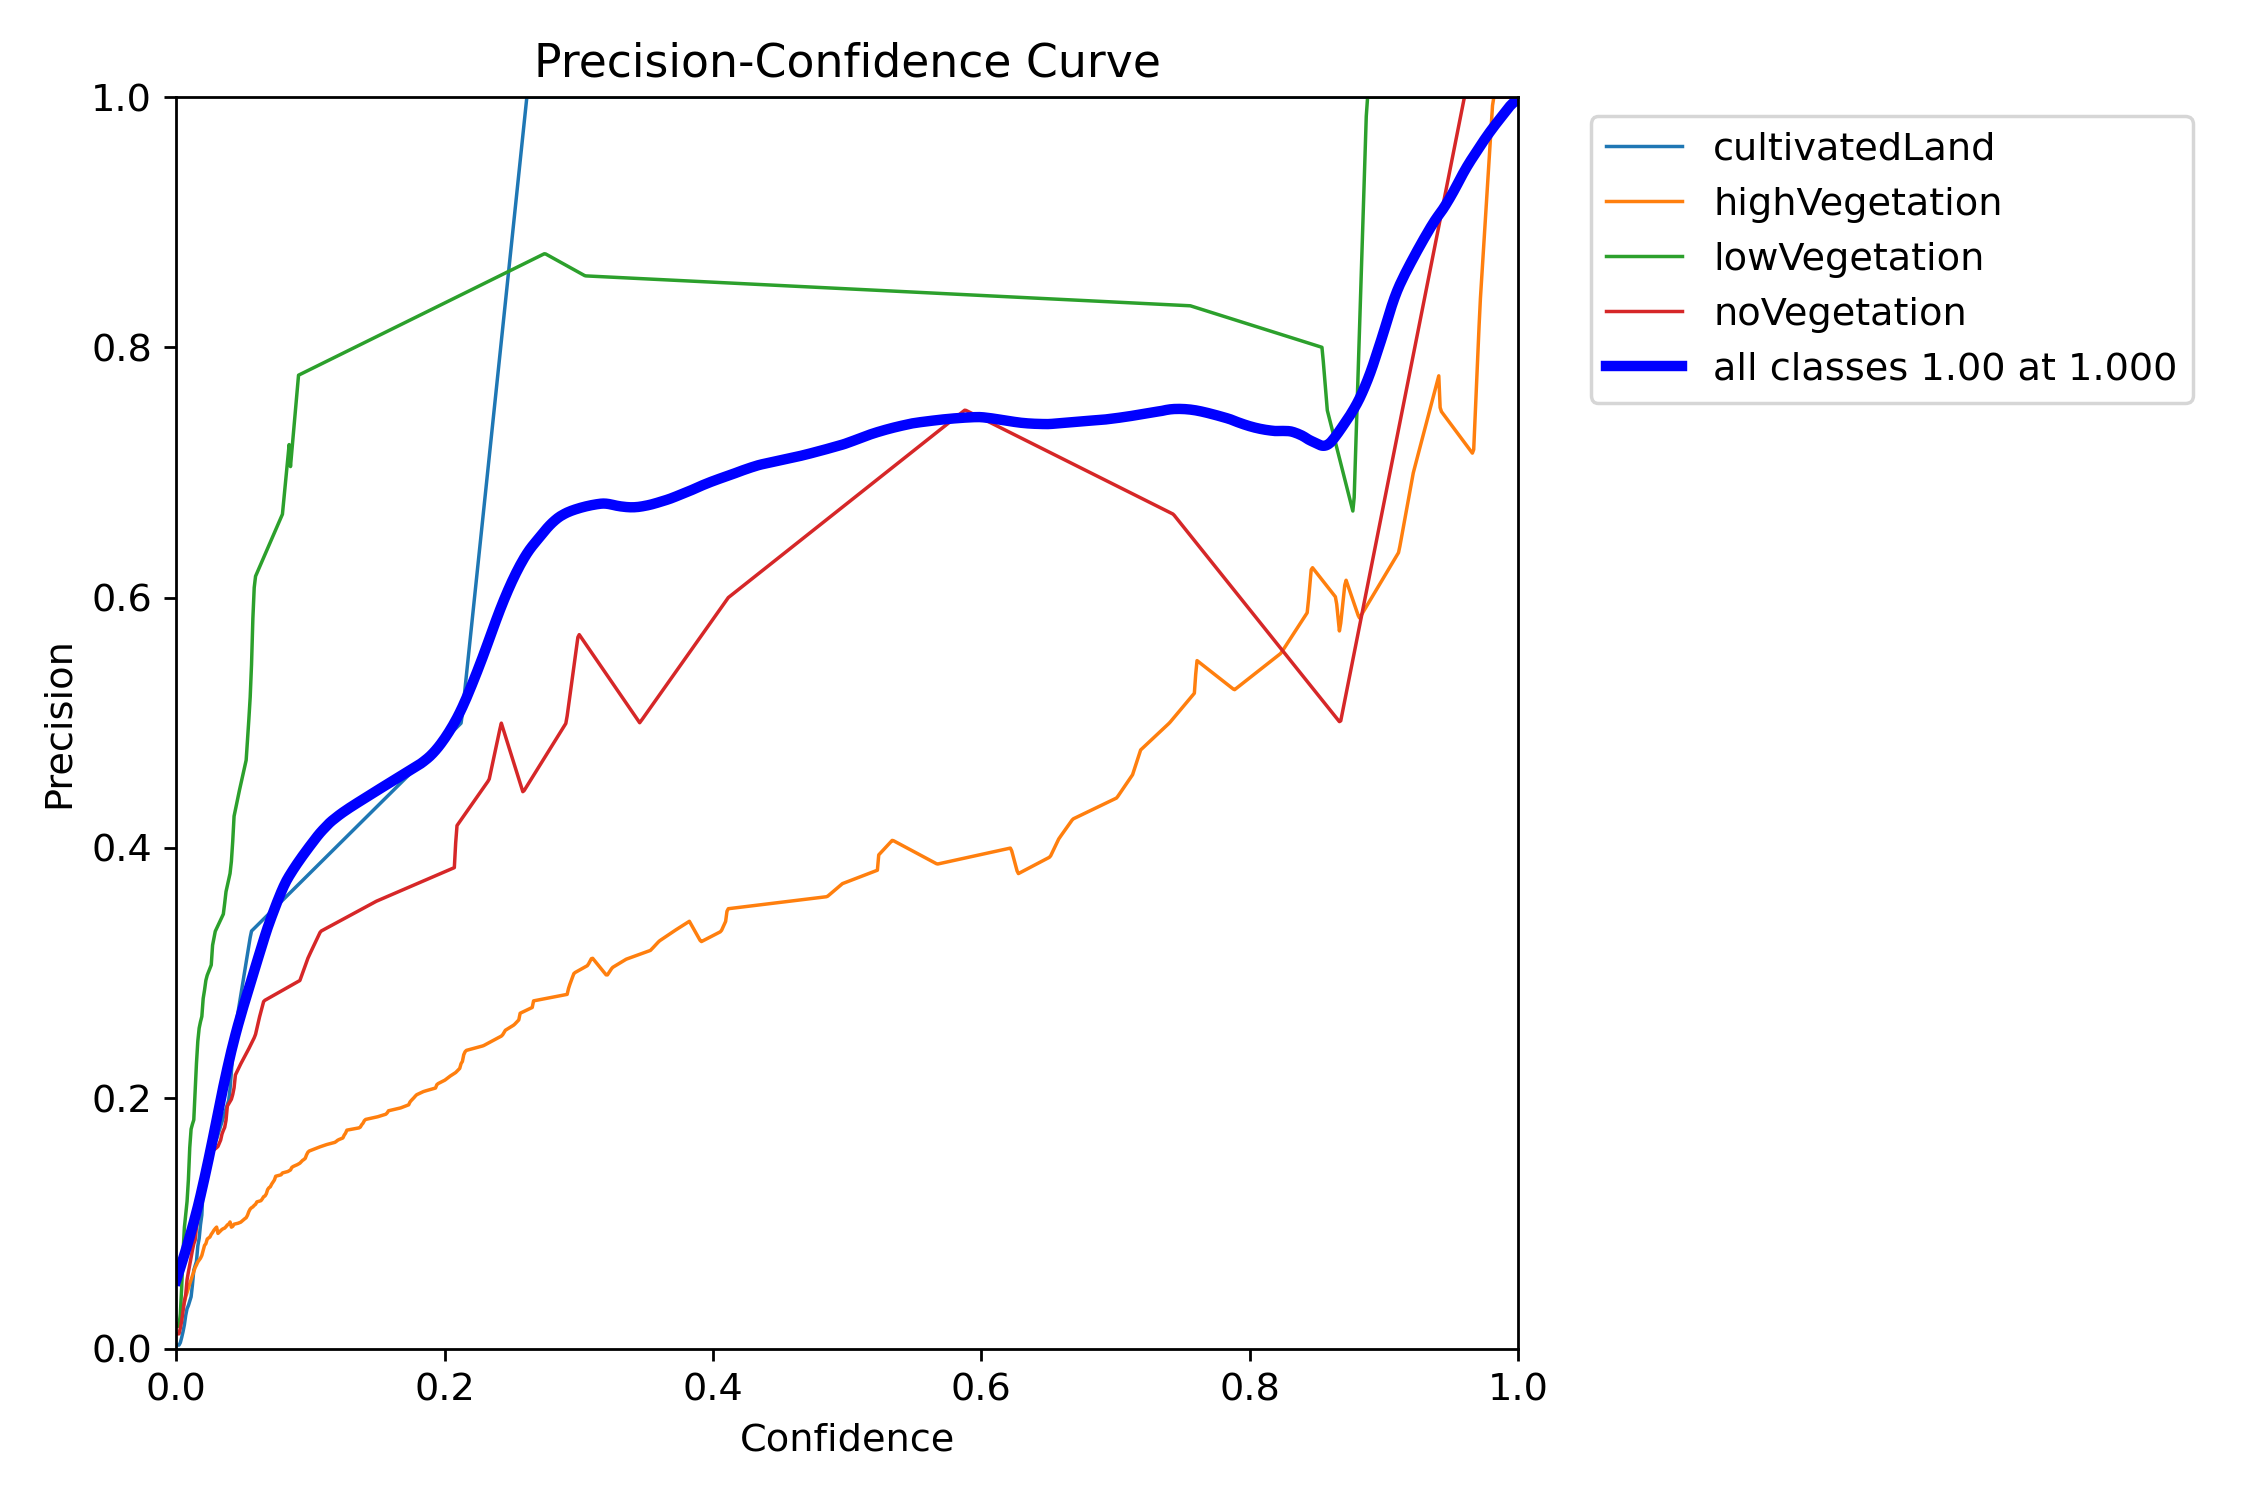 Precision-Confidence Curve
1.0
0.8
0.6
0.4
0.2
0.0
Precision
0.0 0.2 0.4 0.6 0.8 1.0
Confidence
cultivatedLand
highVegetation
lowVegetation
noVegetation
all classes 1.00 at 1.000